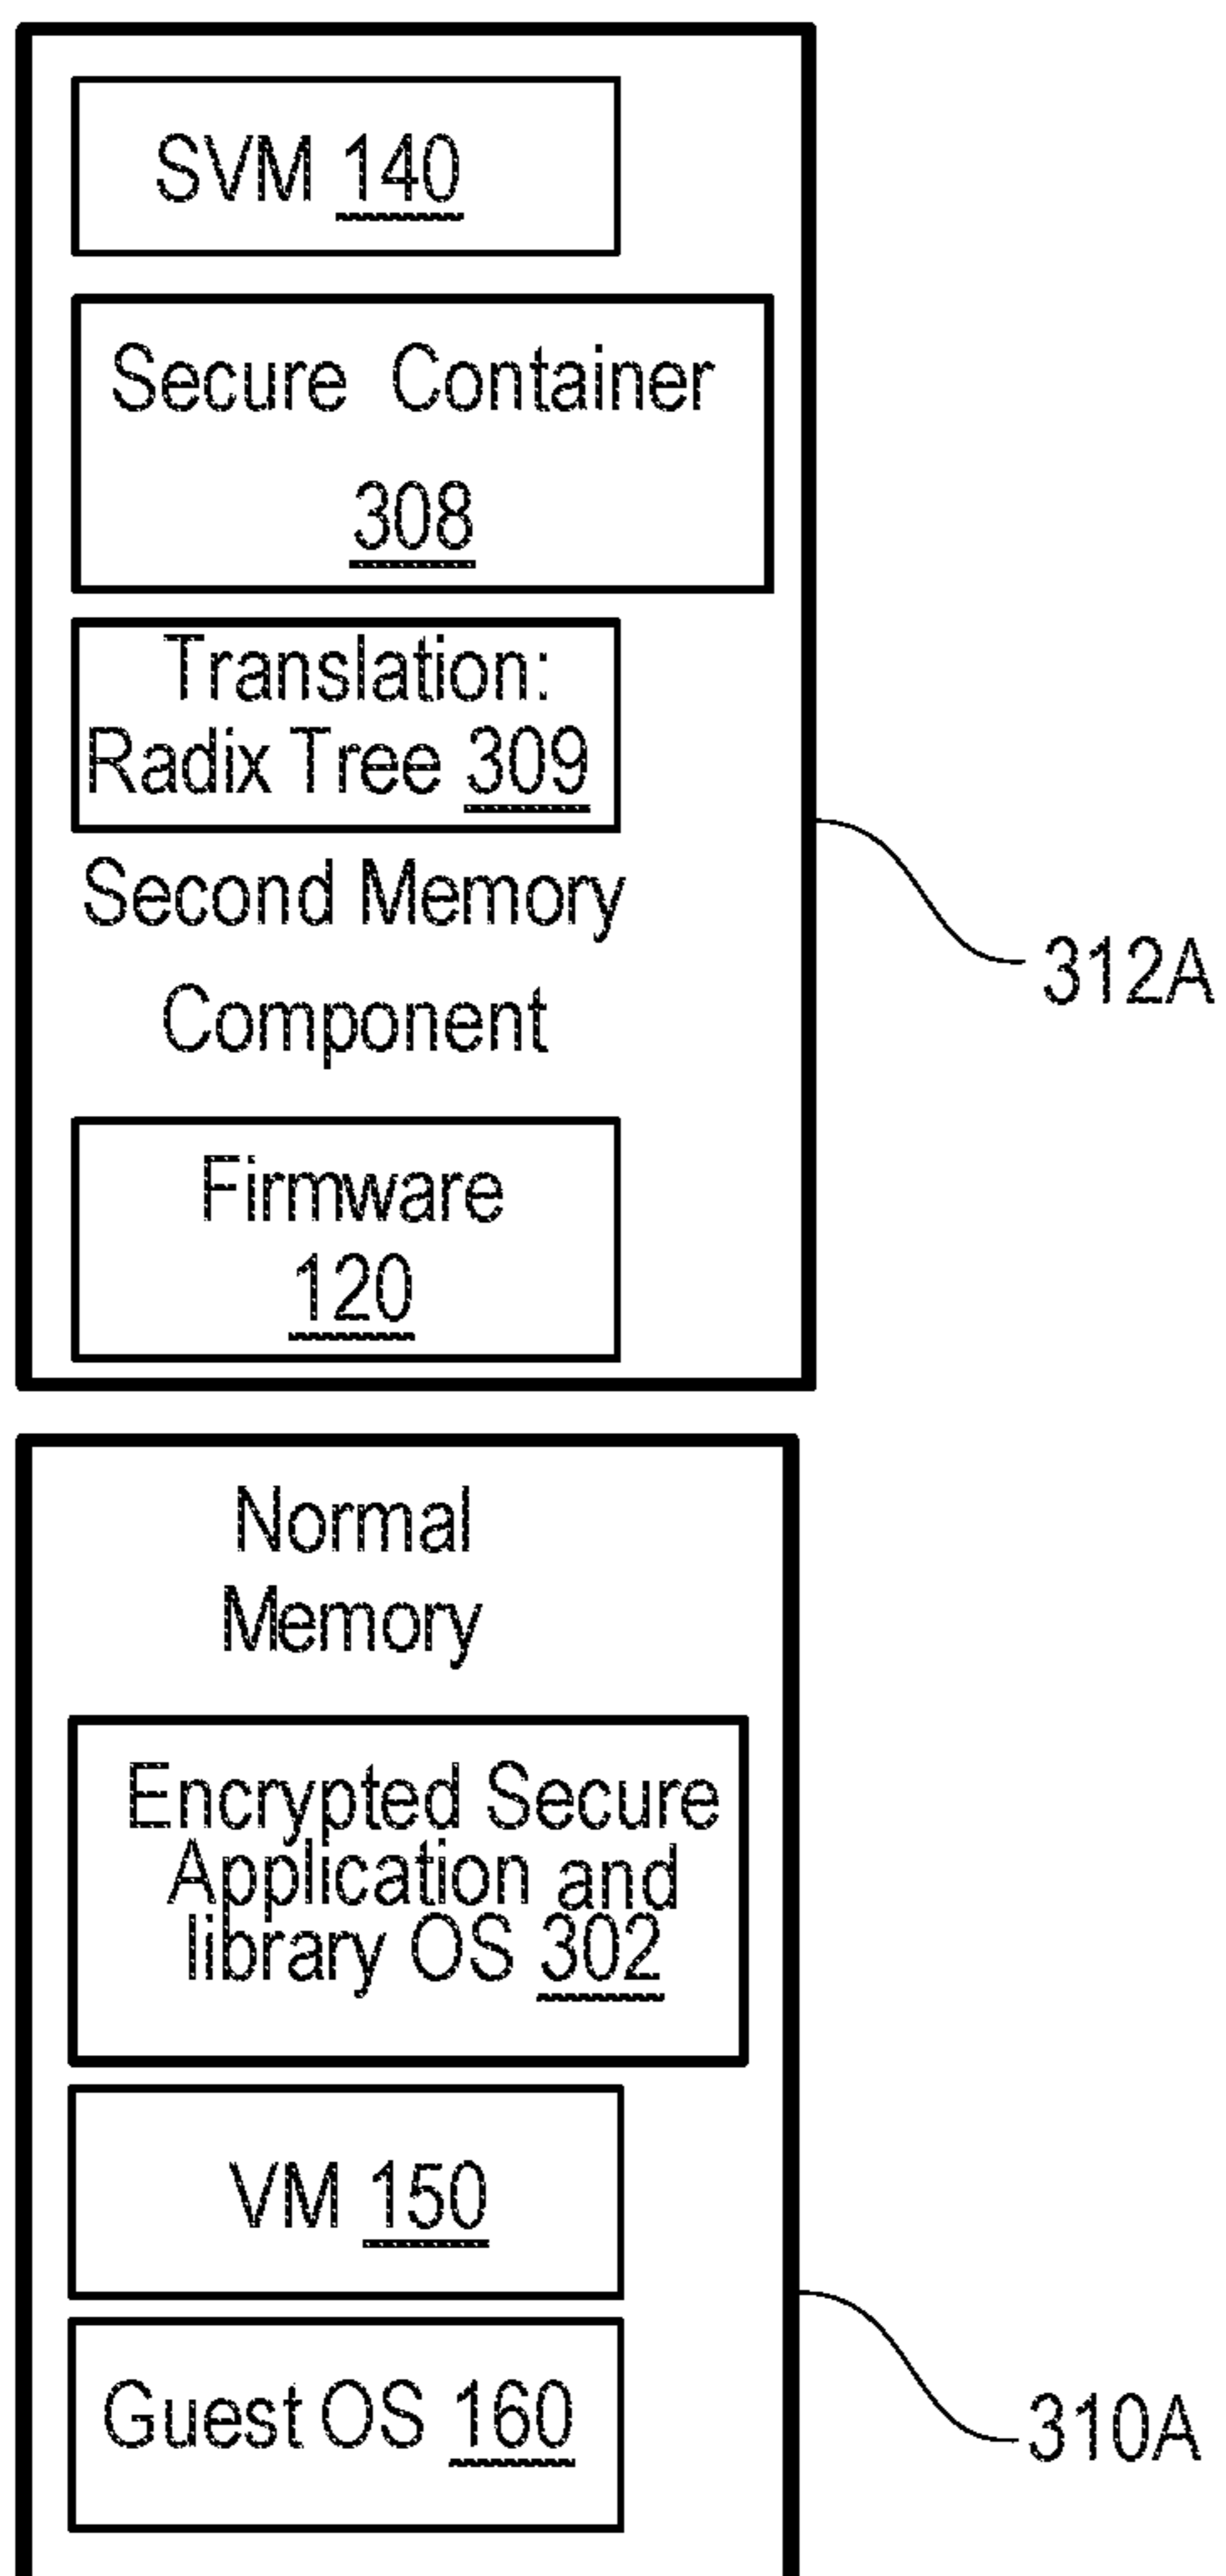 SVM 140
Secure Container
308
Translation:
Radix Tree 309
Second Memory
Component
312A
Firmware
120
Normal
Memory
Encrypted Secure
Application and
library OS 302
VM 150
Guest OS 160
310A